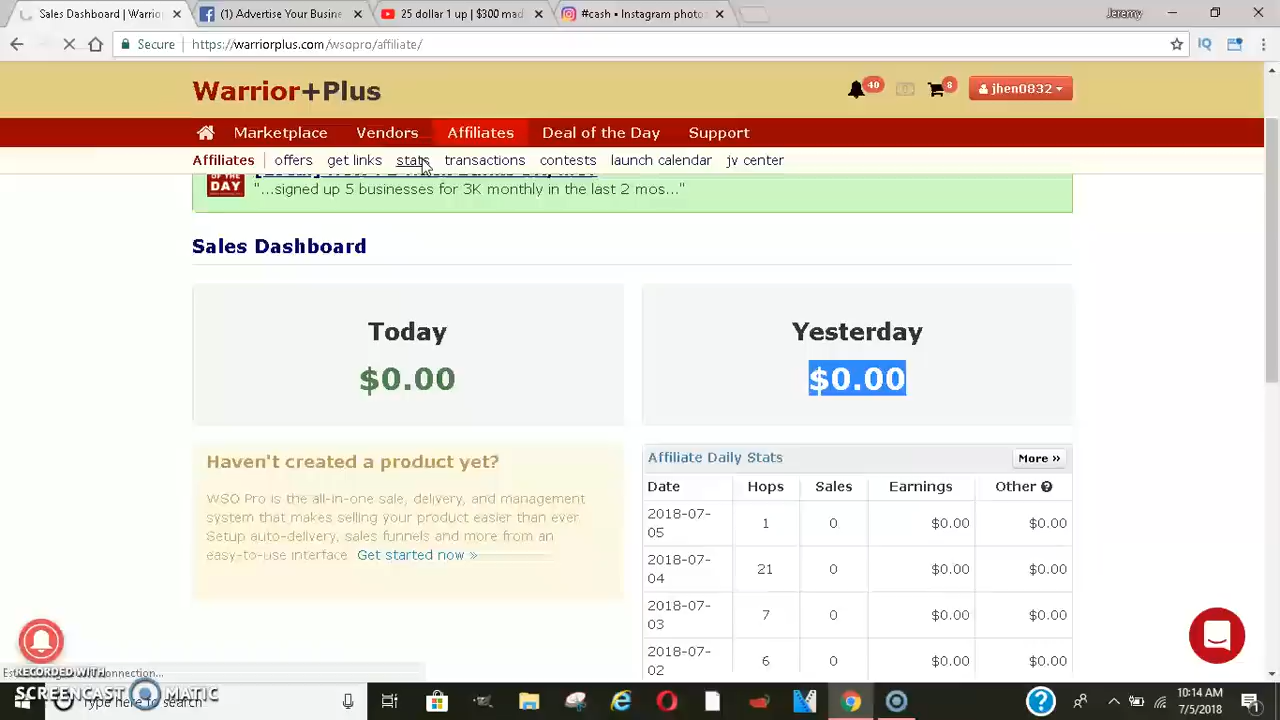 Sales Dashboard | Warrior
Advertise Your Busine
25 dollar 1 up | $300 mad
#cash • Instagram photo
Jeremy
Secure
https://warriorplus.com/wsopro/affiliate/
Warrior+Plus
40
8
jhen0832
Marketplace
Vendors
Affiliates
Deal of the Day
Support
Affiliates
offers
get links
stats
transactions
contests
launch calendar
jv center
OF THE
DAY
"...signed up 5 businesses for 3K monthly in the last 2 mos..."
Sales Dashboard
Today
$0.00
Yesterday
$0.00
Haven't created a product yet?
WSO Pro is the all-in-one sale, delivery, and management
system that makes selling your product easier than ever.
Setup auto-delivery, sales funnels and more from an
easy-to-use interface. Get started now »
Affiliate Daily Stats
More »
Date Hops Sales Earnings Other
2018-07-
05
1 0 $0.00 $0.00
2018-07-
04
21 0 $0.00 $0.00
2018-07-
03
7 0 $0.00 $0.00
2018-07-
02
6 0 $0.00 $0.00
RECORDED WITH
SCREENCAST MATIC
Type here to search
10:14 AM
7/5/2018
1